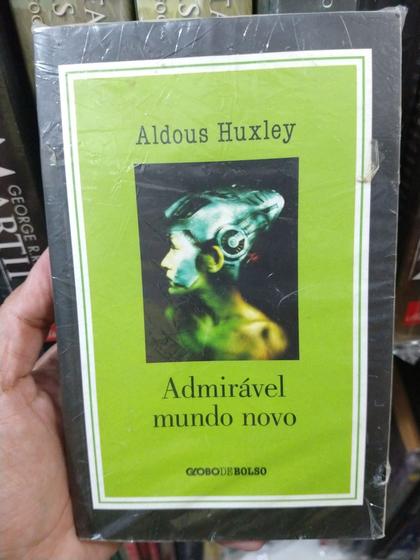 Aldous Huxley
Admirável
mundo novo
GLOBO DE BOLSO
GEORGE R.R.
MARTIN